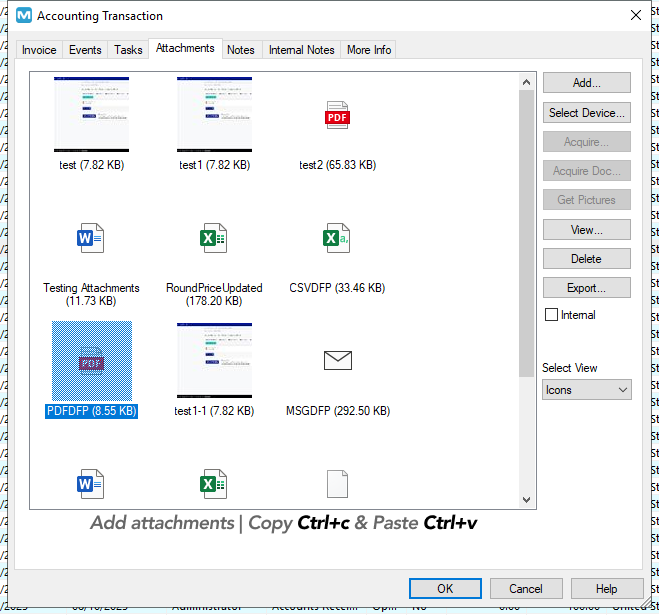 Accounting Transaction
Invoice Events Tasks Attachments Notes Internal Notes More Info
Add...
Select Device...
Acquire...
Acquire Doc...
Get Pictures
View...
Delete
Export...
Internal
Select View
Icons
test (7.82 KB) test1 (7.82 KB) test2 (65.83 KB)
Testing Attachments RoundPriceUpdated CSVDFP (33.46 KB)
(11.73 KB) (178.20 KB)
PDFDFP (8.55 KB) test1-1 (7.82 KB) MSGDFP (292.50 KB)
Add attachments | Copy Ctrl+c & Paste Ctrl+v
OK Cancel Help